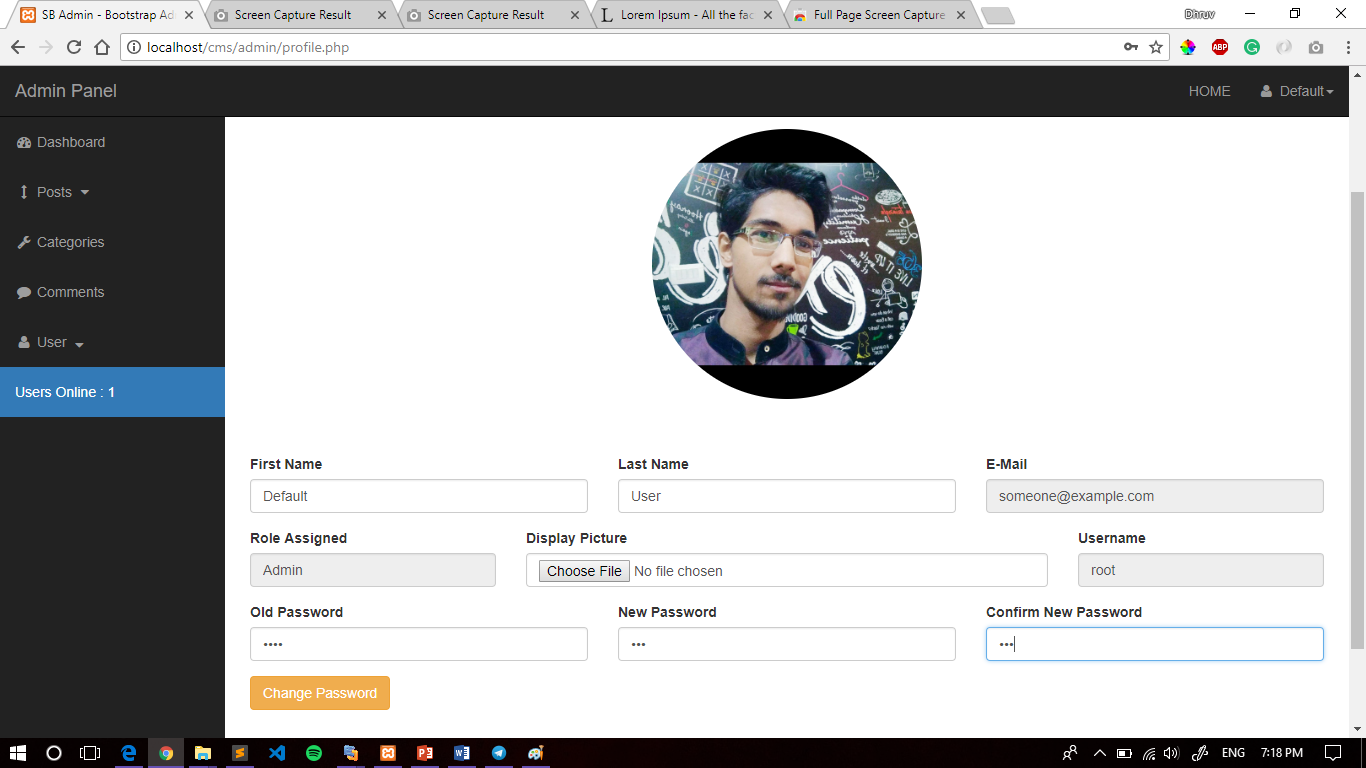 SB Admin - Bootstrap Ad
Screen Capture Result
Screen Capture Result
Lorem Ipsum - All the fac
Full Page Screen Capture
Dhruv
localhost/cms/admin/profile.php
ABP
Admin Panel
HOME
Default
Dashboard
Posts
Categories
Comments
User
Users Online : 1
First Name
Last Name
E-Mail
Default
User
someone@example.com
Role Assigned
Display Picture
Username
Admin
Choose File No file chosen
root
Old Password
New Password
Confirm New Password
••••
•••
•••
Change Password
ENG
7:18 PM